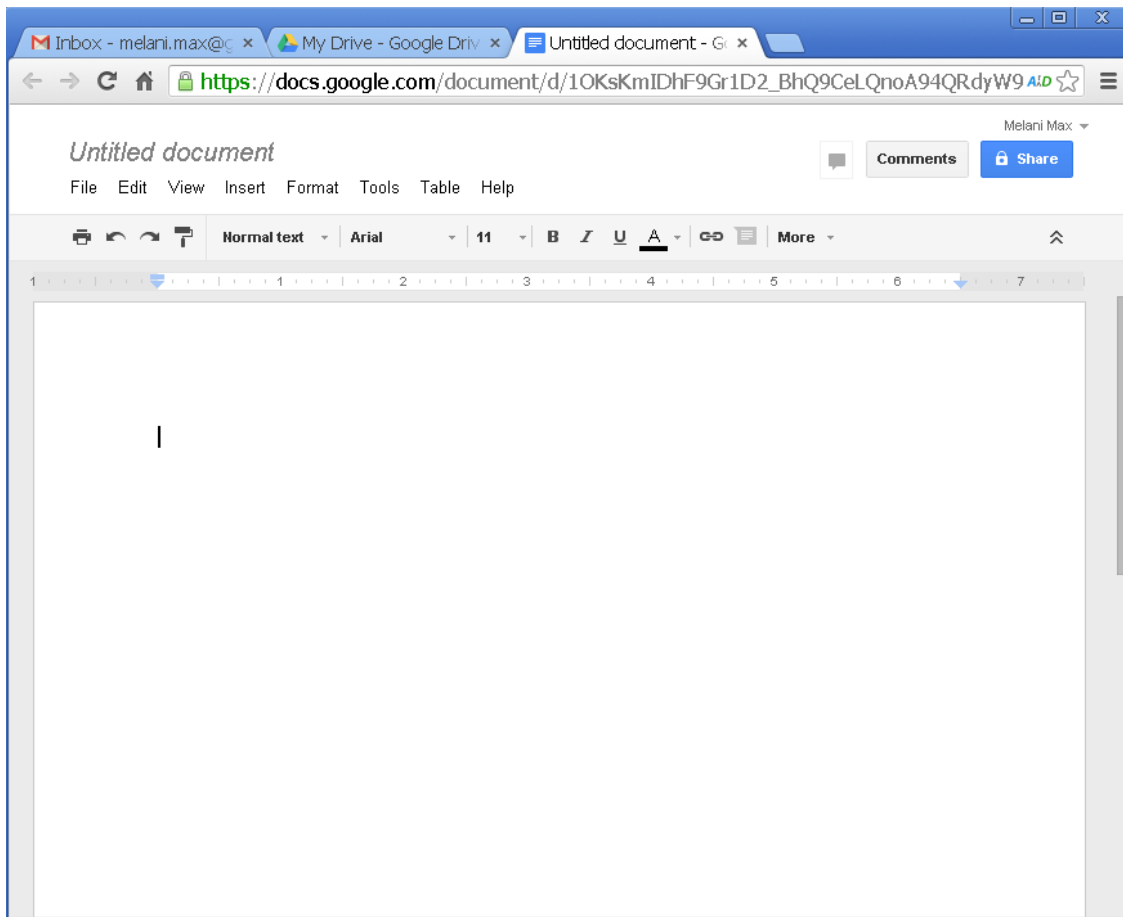 Inbox - melani.max@g My Drive - Google Driv Untitled document - Go
https://docs.google.com/document/d/1OKsKmIDhF9Gr1D2_BhQ9CeLQnoA94QRdyW9
Melani Max
Untitled document
Comments Share
File Edit View Insert Format Tools Table Help
Normal text Arial 11 B I U A More
1 1 2 3 4 5 6 7